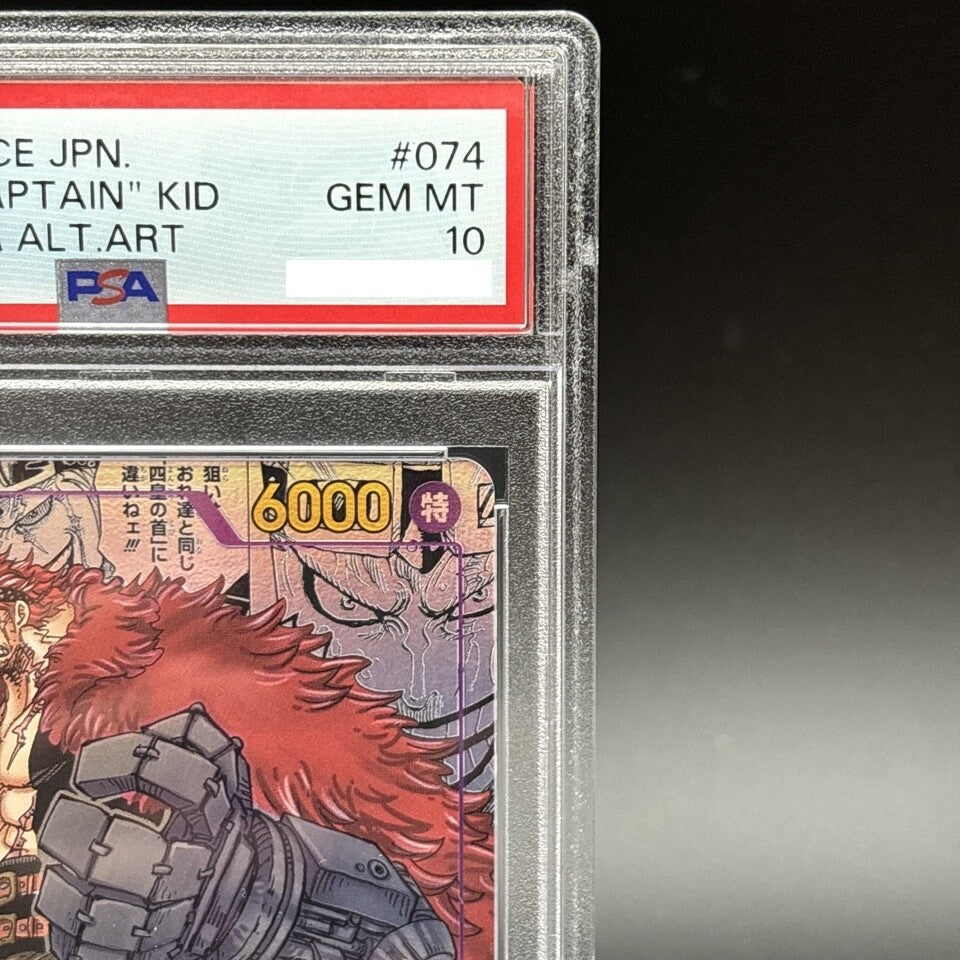 CE JPN.
#074
APTAIN" KID
GEM MT
ALT.ART
10
PSA
6000 特
狙い、
おれ達と同じ
「四皇の首」に
違いねェ!!!